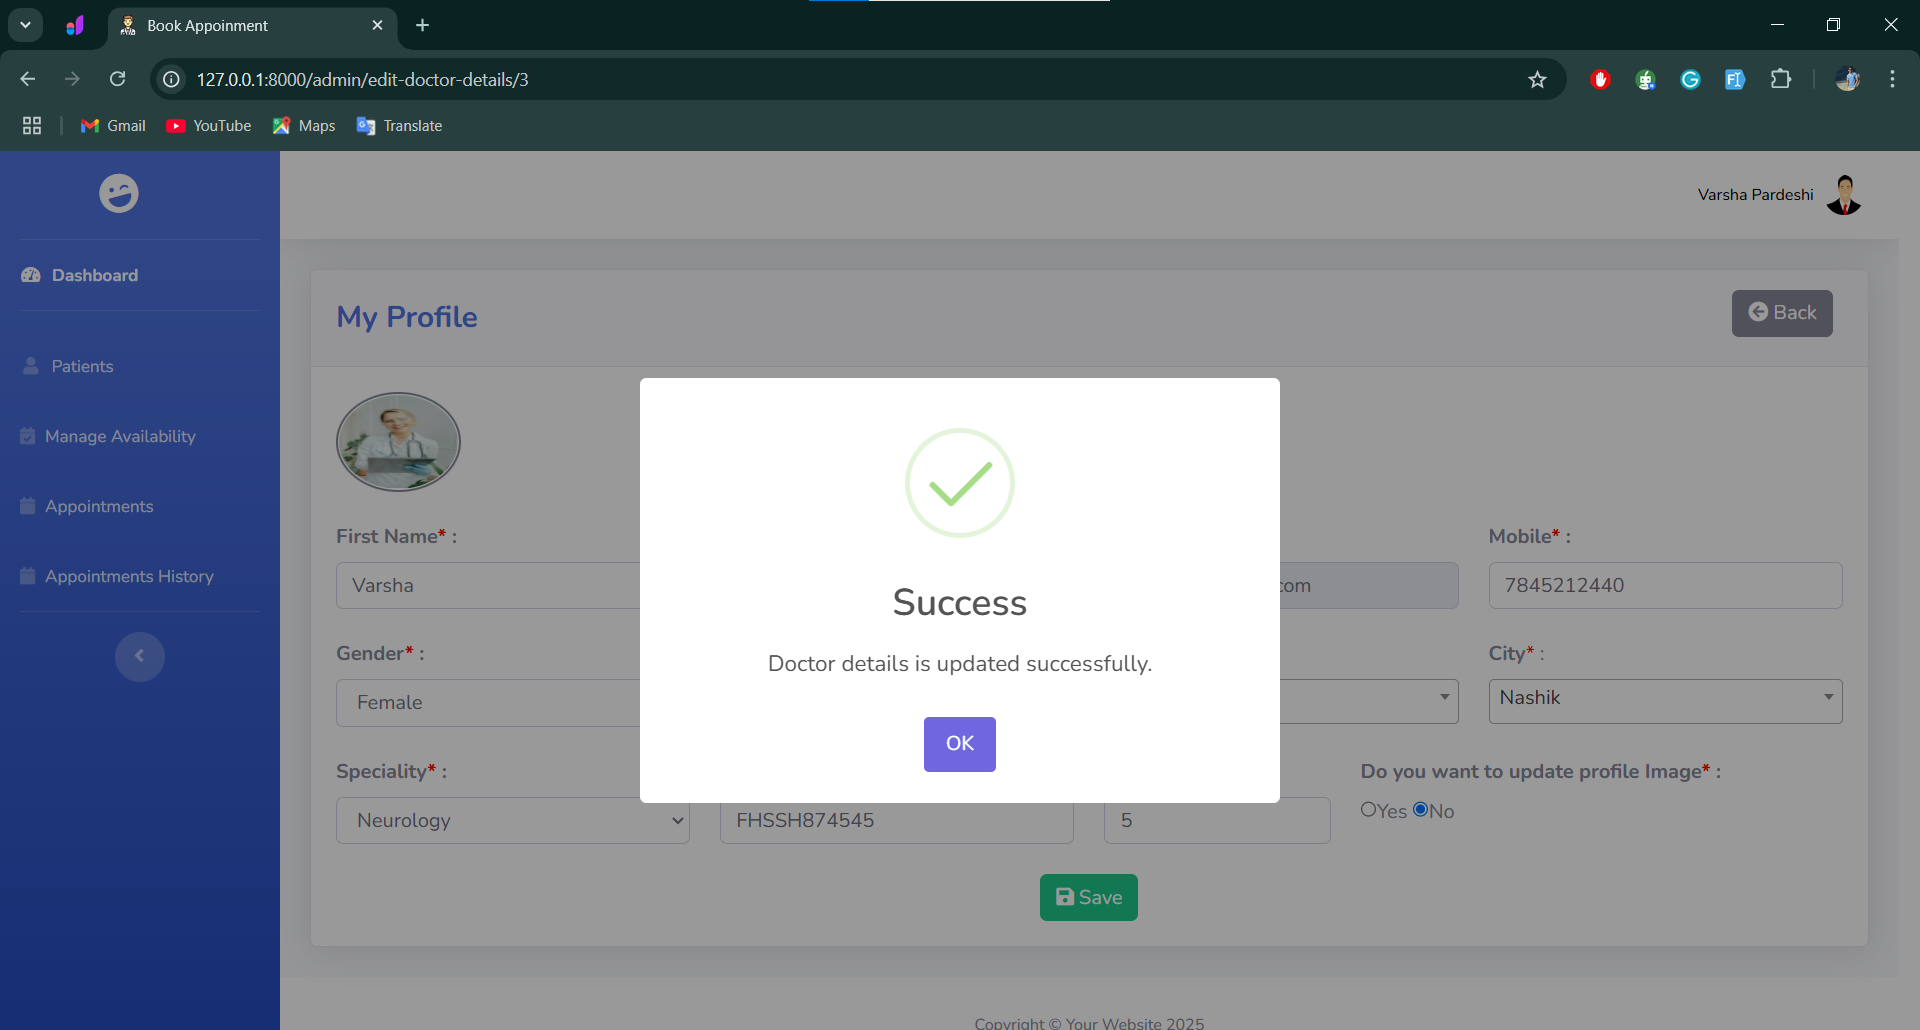 Book Appoinment
127.0.0.1:8000/admin/edit-doctor-details/3
Gmail
YouTube
Maps
Translate
Varsha Pardeshi
Dashboard
Patients
Manage Availability
Appointments
Appointments History
My Profile
Back
First Name* :
Mobile* :
Varsha
com
7845212440
Gender* :
City* :
Female
Nashik
Speciality* :
Do you want to update profile Image* :
Neurology
FHSSH874545
5
Yes No
Save
Success
Doctor details is updated successfully.
OK
Copyright © Your Website 2025